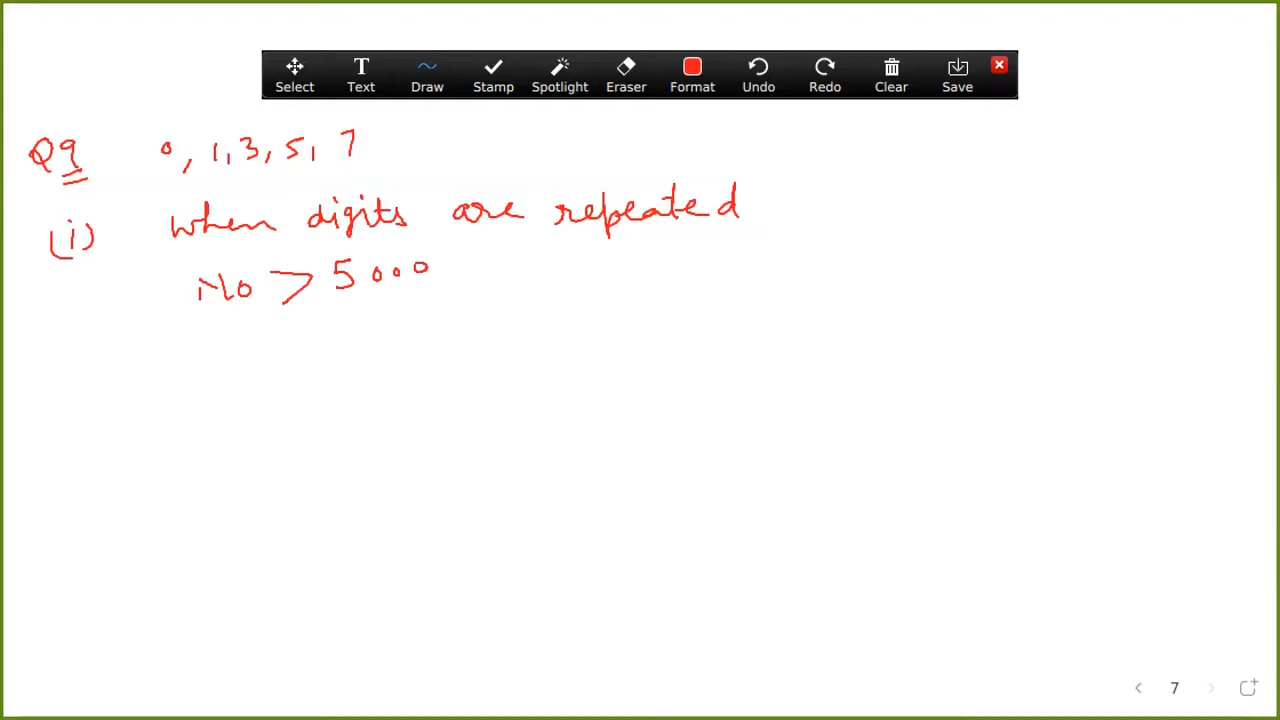 Select Text Draw Stamp Spotlight Eraser Format Undo Redo Clear Save
Q9 0, 1, 3, 5, 7
(i) when digits are repeated
No > 5000
7